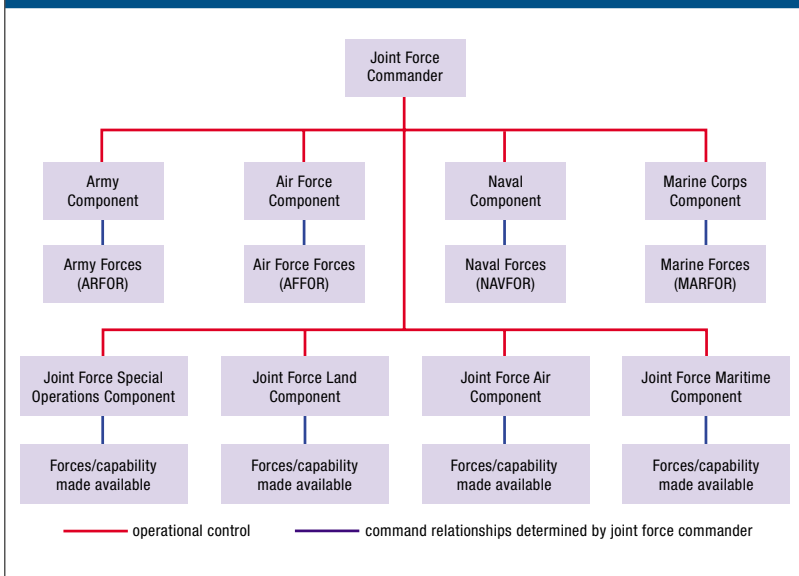 Joint Force
Commander
Army
Component
Air Force
Component
Naval
Component
Marine Corps
Component
Army Forces
(ARFOR)
Air Force Forces
(AFFOR)
Naval Forces
(NAVFOR)
Marine Forces
(MARFOR)
Joint Force Special
Operations Component
Joint Force Land
Component
Joint Force Air
Component
Joint Force Maritime
Component
Forces/capability
made available
Forces/capability
made available
Forces/capability
made available
Forces/capability
made available
operational control
command relationships determined by joint force commander